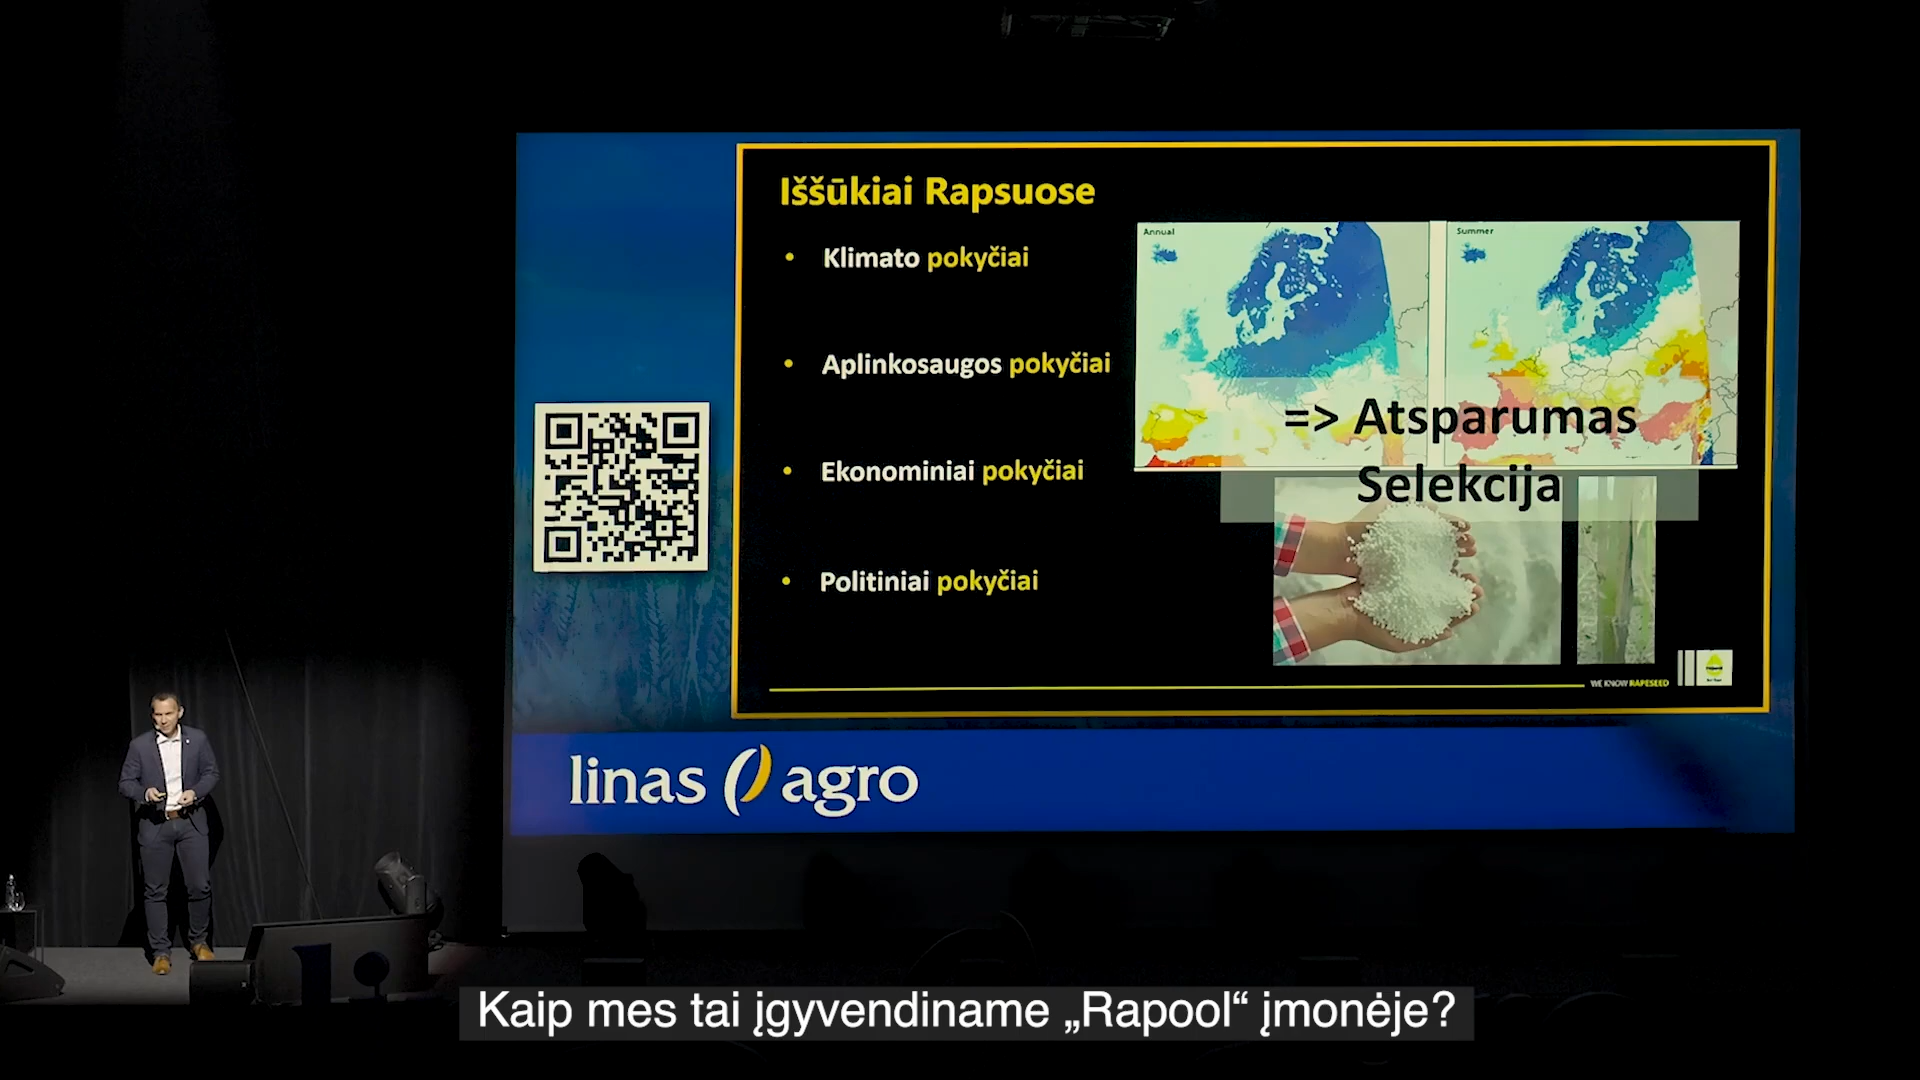 Iššūkiai Rapsuose
• Klimato pokyčiai
• Aplinkosaugos pokyčiai
• Ekonominiai pokyčiai
• Politiniai pokyčiai
Annual
Summer
=> Atsparumas
Selekcija
WE KNOW RAPESEED
linas agro
Kaip mes tai įgyvendiname „Rapool“ įmonėje?